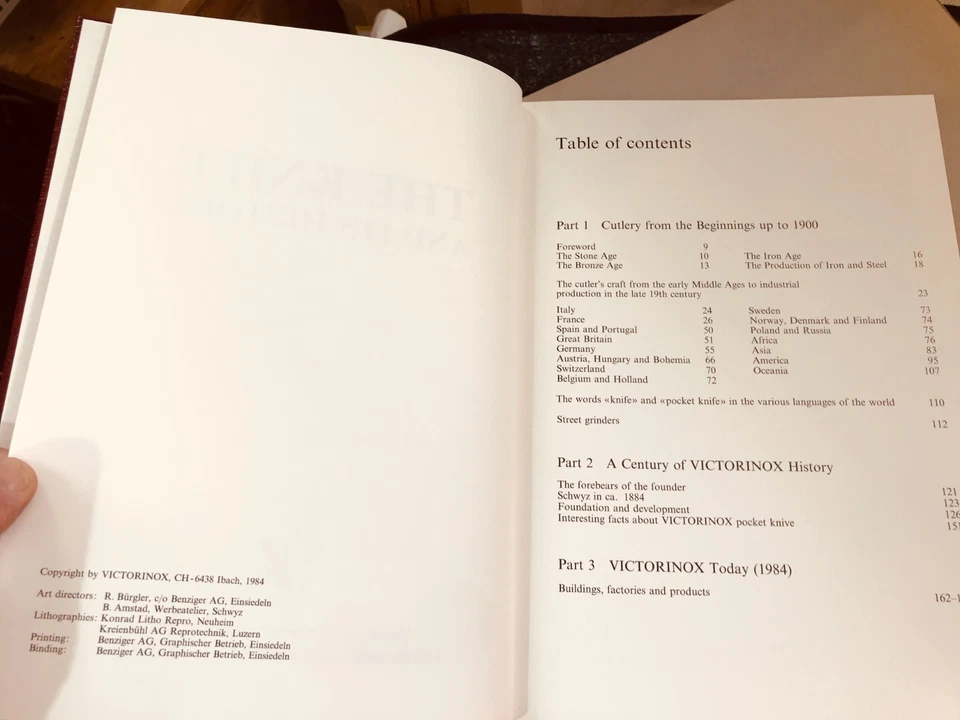 Copyright by VICTORINOX, CH-6438 Ibach, 1984
Art directors: R. Bürgler, c/o Benziger AG, Einsiedeln
B. Amstad, Werbeatelier, Schwyz
Lithographies: Konrad Litho Repro, Neuheim
Kreienbühl AG Reprotechnik, Luzern
Printing: Benziger AG, Graphischer Betrieb, Einsiedeln
Binding: Benziger AG, Graphischer Betrieb, Einsiedeln
Table of contents
Part 1 Cutlery from the Beginnings up to 1900
Foreword 9
The Stone Age 10 The Iron Age 16
The Bronze Age 13 The Production of Iron and Steel 18
The cutler's craft from the early Middle Ages to industrial
production in the late 19th century 23
Italy 24 Sweden 73
France 26 Norway, Denmark and Finland 74
Spain and Portugal 50 Poland and Russia 75
Great Britain 51 Africa 76
Germany 55 Asia 83
Austria, Hungary and Bohemia 66 America 95
Switzerland 70 Oceania 107
Belgium and Holland 72
The words «knife» and «pocket knife» in the various languages of the world 110
Street grinders 112
Part 2 A Century of VICTORINOX History
The forebears of the founder 121
Schwyz in ca. 1884 123
Foundation and development 126
Interesting facts about VICTORINOX pocket knive 151
Part 3 VICTORINOX Today (1984)
Buildings, factories and products 162-1